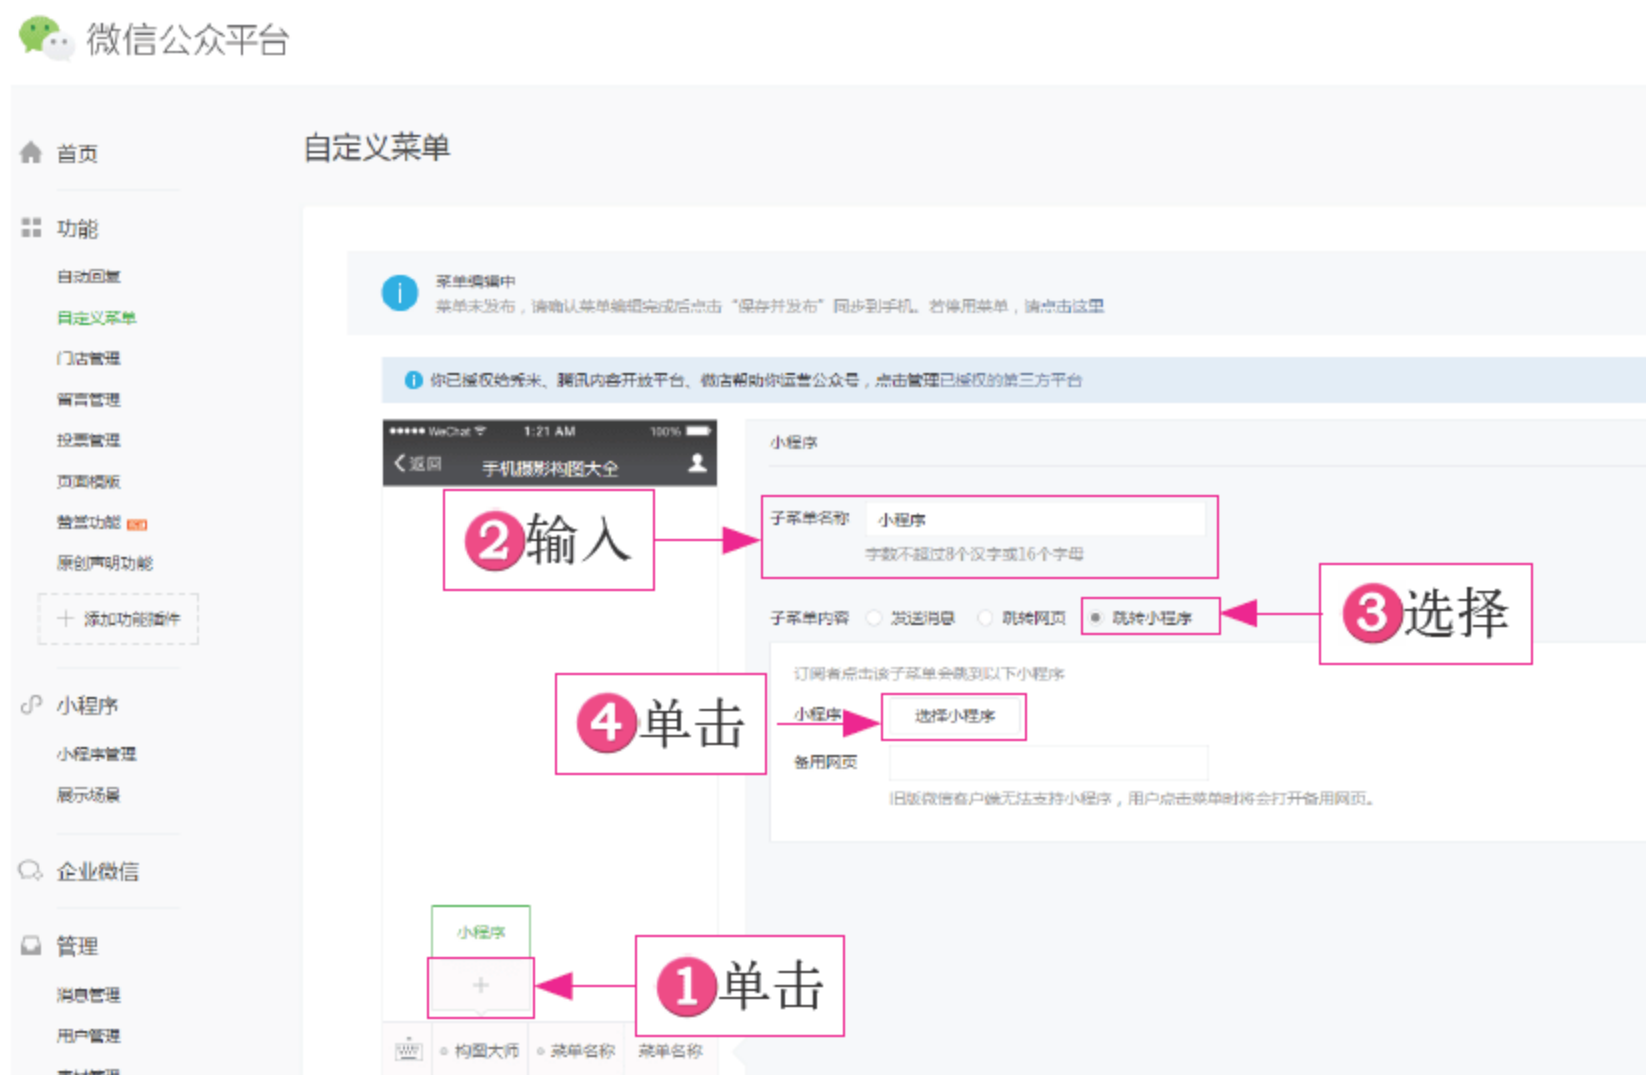 微信公众平台
首页
自定义菜单
功能
自动回复
自定义菜单
门店管理
留言管理
投票管理
页面模版
赞赏功能
原创声明功能
添加功能插件
小程序
小程序管理
展示场景
企业微信
管理
消息管理
用户管理
素材管理
菜单编辑中
菜单未发布，请确认菜单编辑完成后点击“保存并发布”同步到手机。若停用菜单，请点击这里
你已授权给秀米、腾讯内容开放平台、微店帮助你运营公众号，点击管理已授权的第三方平台
WeChat 1:21 AM 100%
返回 手机摄影构图大全
小程序
2输入
子菜单名称 小程序
字数不超过8个汉字或16个字母
子菜单内容 发送消息 跳转网页 跳转小程序
3选择
订阅者点击该子菜单会跳到以下小程序
4单击
小程序 选择小程序
备用网页
旧版微信客户端无法支持小程序，用户点击菜单时将会打开备用网页。
小程序
+
1单击
构图大师 菜单名称 菜单名称